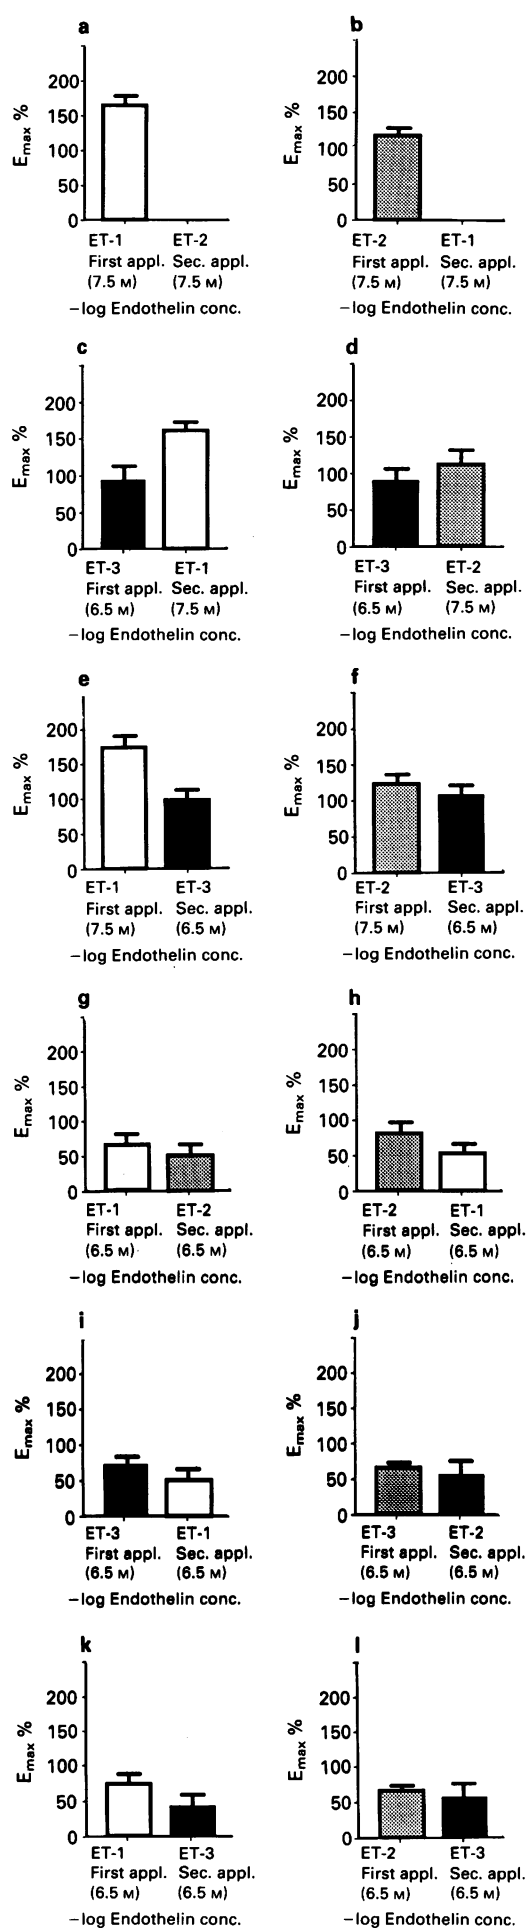 a
E max %
200
150
100
50
0
ET-1 ET-2
First appl. Sec. appl.
(7.5 M) (7.5 M)
–log Endothelin conc.
b
E max %
200
150
100
50
0
ET-2 ET-1
First appl. Sec. appl.
(7.5 M) (7.5 M)
–log Endothelin conc.
c
E max %
200
150
100
50
0
ET-3 ET-1
First appl. Sec. appl.
(6.5 M) (7.5 M)
–log Endothelin conc.
d
E max %
200
150
100
50
0
ET-3 ET-2
First appl. Sec. appl.
(6.5 M) (7.5 M)
–log Endothelin conc.
e
E max %
200
150
100
50
0
ET-1 ET-3
First appl. Sec. appl.
(7.5 M) (6.5 M)
–log Endothelin conc.
f
E max %
200
150
100
50
0
ET-2 ET-3
First appl. Sec. appl.
(7.5 M) (6.5 M)
–log Endothelin conc.
g
E max %
200
150
100
50
0
ET-1 ET-2
First appl. Sec. appl.
(6.5 M) (6.5 M)
–log Endothelin conc.
h
E max %
200
150
100
50
0
ET-2 ET-1
First appl. Sec. appl.
(6.5 M) (6.5 M)
–log Endothelin conc.
i
E max %
200
150
100
50
0
ET-3 ET-1
First appl. Sec. appl.
(6.5 M) (6.5 M)
–log Endothelin conc.
j
E max %
200
150
100
50
0
ET-3 ET-2
First appl. Sec. appl.
(6.5 M) (6.5 M)
–log Endothelin conc.
k
E max %
200
150
100
50
0
ET-1 ET-3
First appl. Sec. appl.
(6.5 M) (6.5 M)
–log Endothelin conc.
l
E max %
200
150
100
50
0
ET-2 ET-3
First appl. Sec. appl.
(6.5 M) (6.5 M)
–log Endothelin conc.